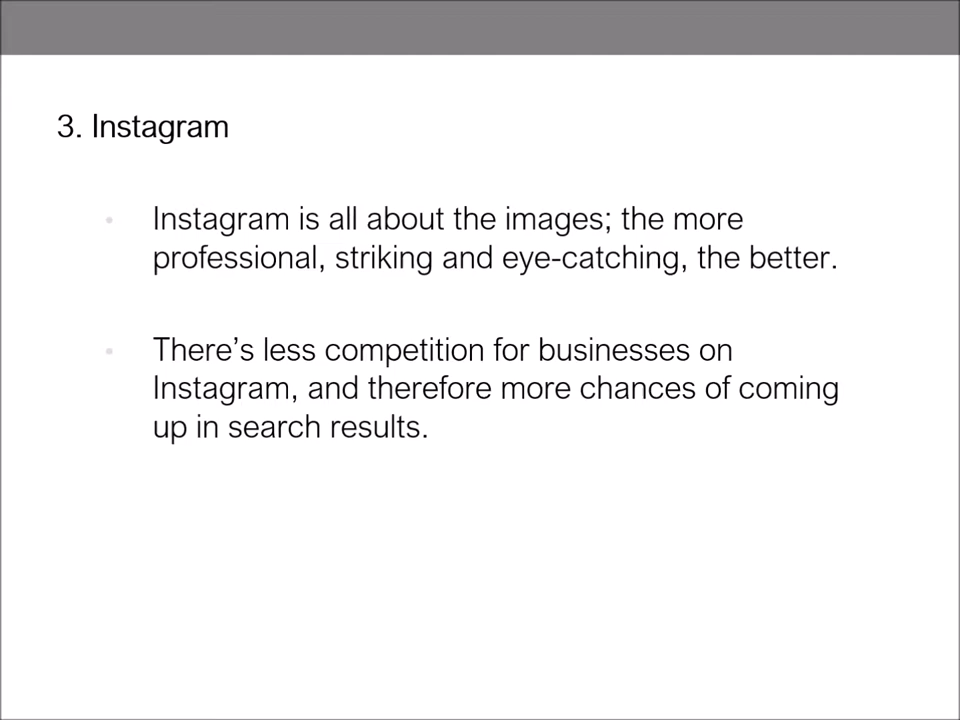 3. Instagram
• Instagram is all about the images; the more
professional, striking and eye-catching, the better.
• There’s less competition for businesses on
Instagram, and therefore more chances of coming
up in search results.